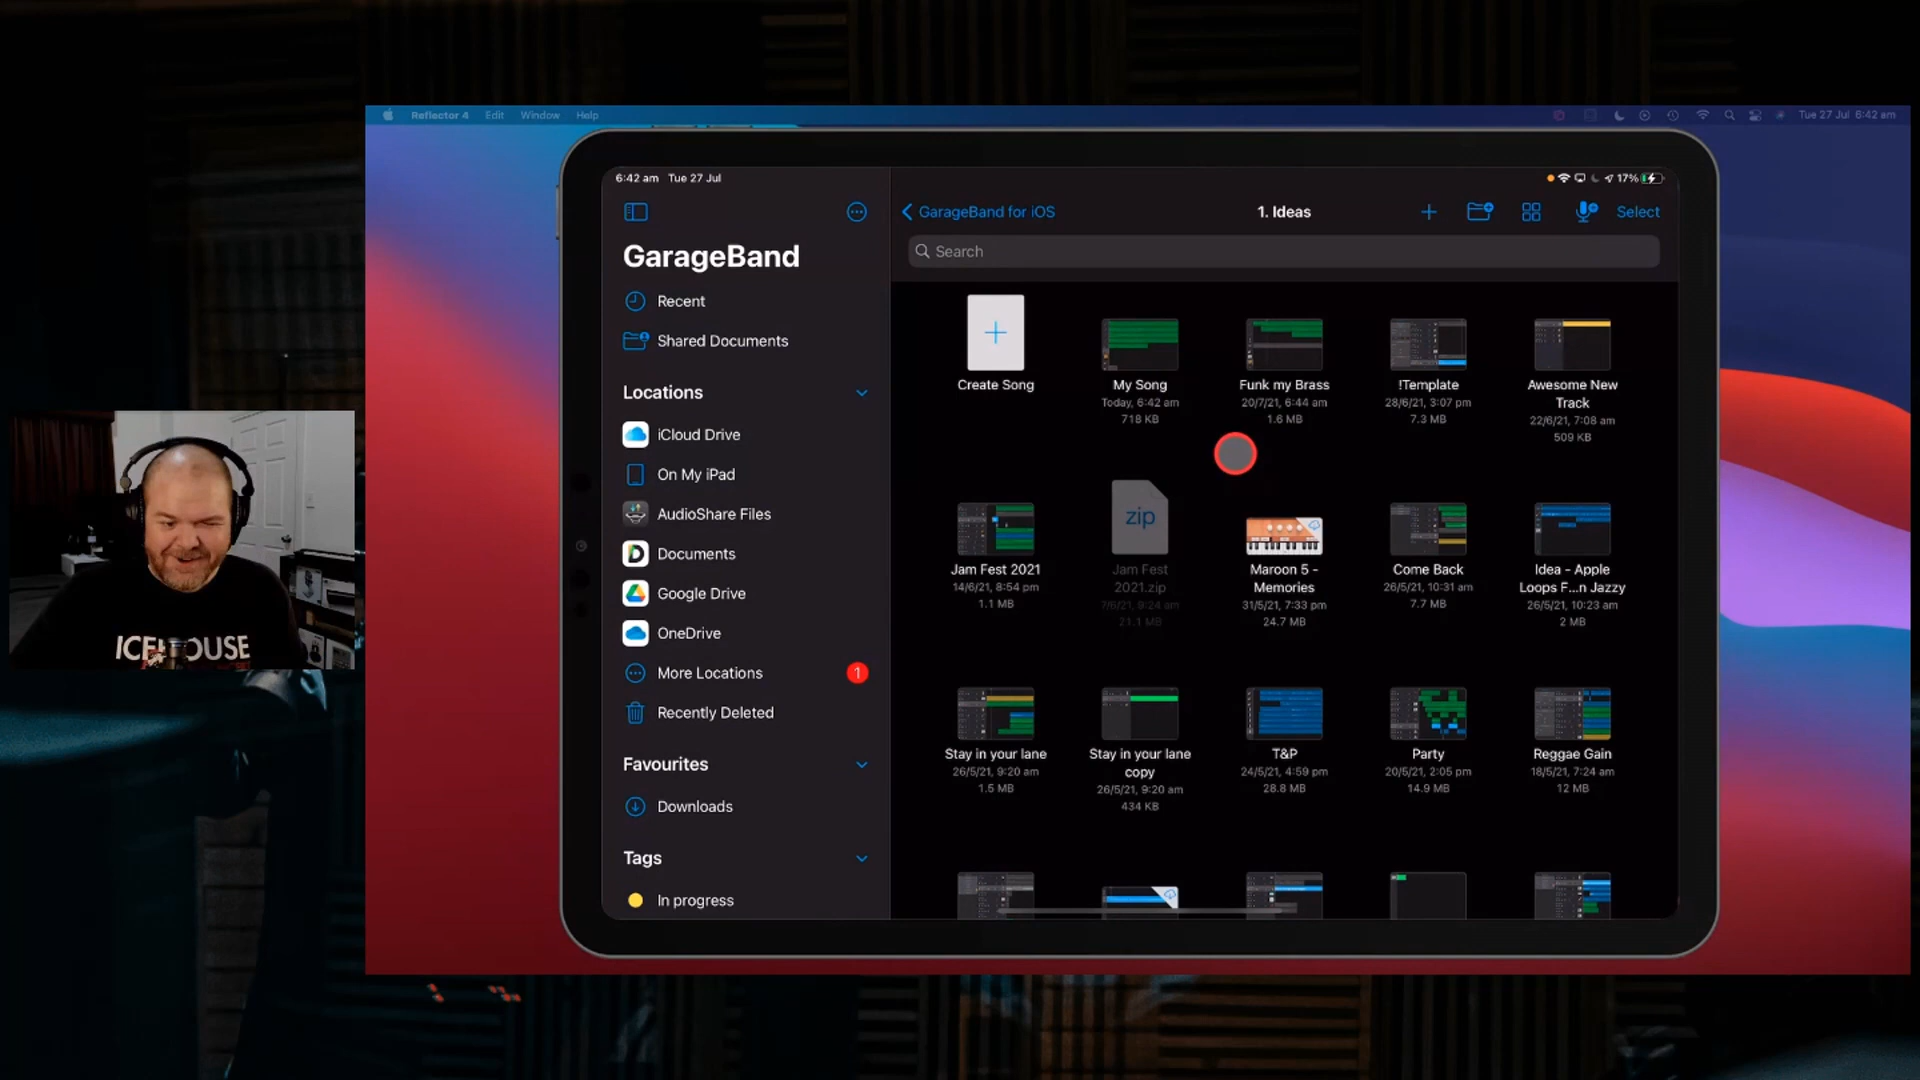 Reflector 4 Edit Window Help
Tue 27 Jul 6:42 am
6:42 am Tue 27 Jul
17%
GarageBand for iOS
1. Ideas
Select
Search
GarageBand
Recent
Shared Documents
Locations
iCloud Drive
On My iPad
AudioShare Files
Documents
Google Drive
OneDrive
More Locations
1
Recently Deleted
Favourites
Downloads
Tags
In progress
Create Song
My Song
Today, 6:42 am
718 KB
Funk my Brass
20/7/21, 6:44 am
1.6 MB
!Template
28/6/21, 3:07 pm
7.3 MB
Awesome New
Track
22/6/21, 7:08 am
509 KB
Jam Fest 2021
14/6/21, 8:54 pm
1.1 MB
zip
Jam Fest
2021.zip
7/6/21, 9:24 am
21.1 MB
Maroon 5 -
Memories
31/5/21, 7:33 pm
24.7 MB
Come Back
26/5/21, 10:31 am
7.7 MB
Idea - Apple
Loops F...n Jazzy
26/5/21, 10:23 am
2 MB
Stay in your lane
26/5/21, 9:20 am
1.5 MB
Stay in your lane
copy
26/5/21, 9:20 am
434 KB
T&P
24/5/21, 4:59 pm
28.8 MB
Party
20/5/21, 2:05 pm
14.9 MB
Reggae Gain
18/5/21, 7:24 am
12 MB
ICEHOUSE